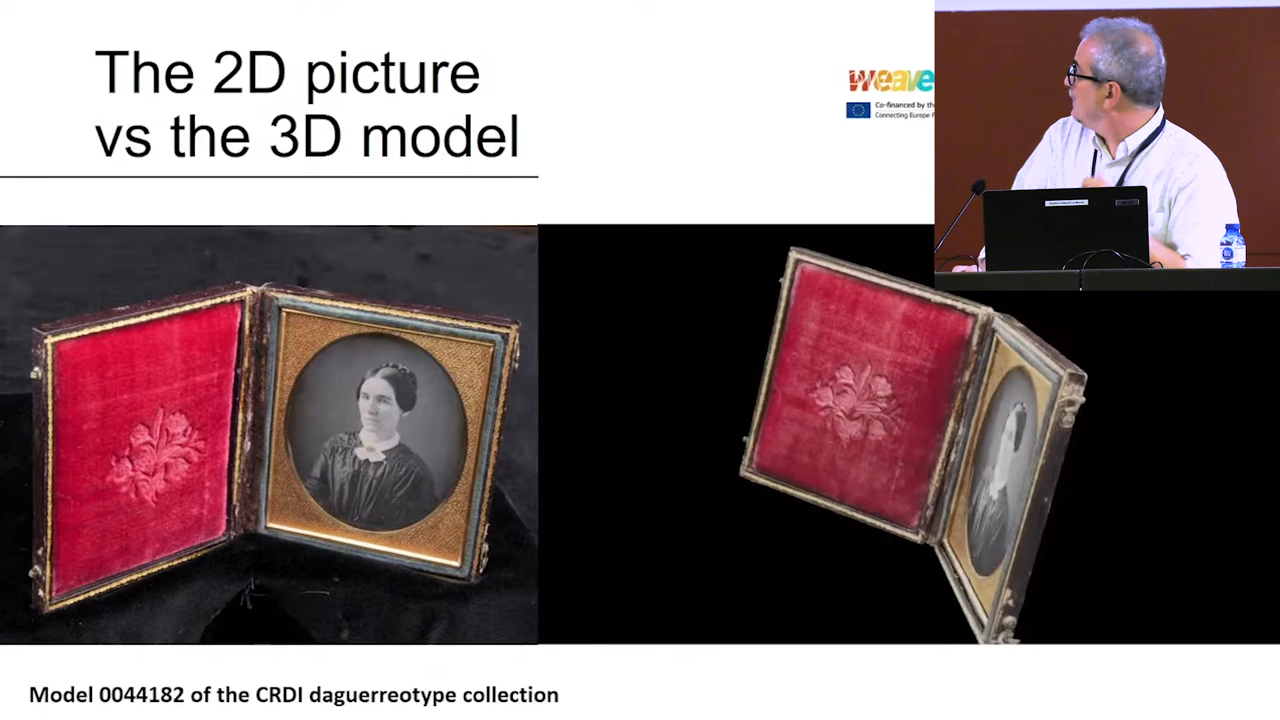 The 2D picture
vs the 3D model
weave
Co-financed by the
Connecting Europe F
Model 0044182 of the CRDI daguerreotype collection